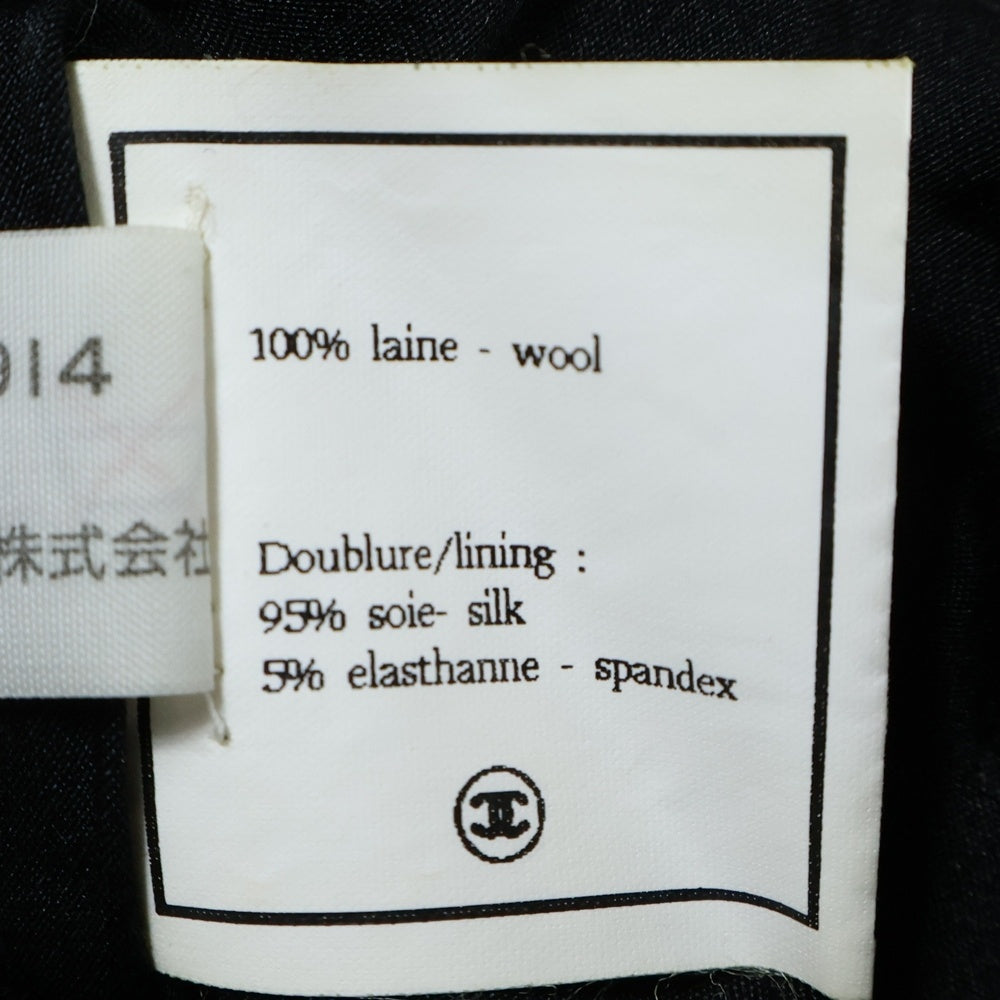 914
株式会社
100% laine - wool
Doublure/lining :
95% soie- silk
5% elasthanne - spandex